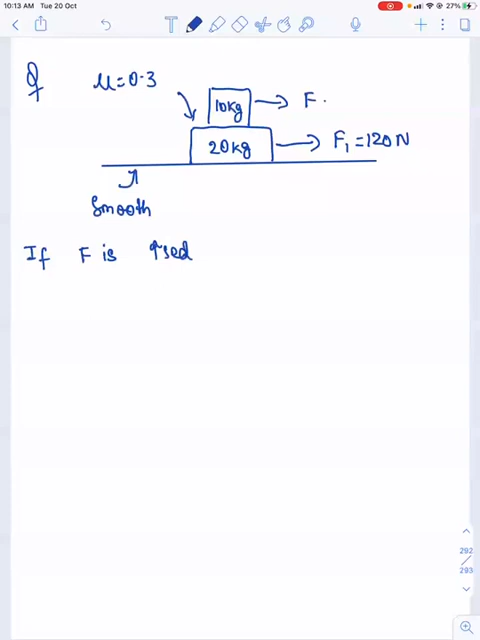 10:13 AM Tue 20 Oct
27%
Q
μ=0.3
10kg
F
20kg
F₁=120N
Smooth
If F is ↑sed
292
293